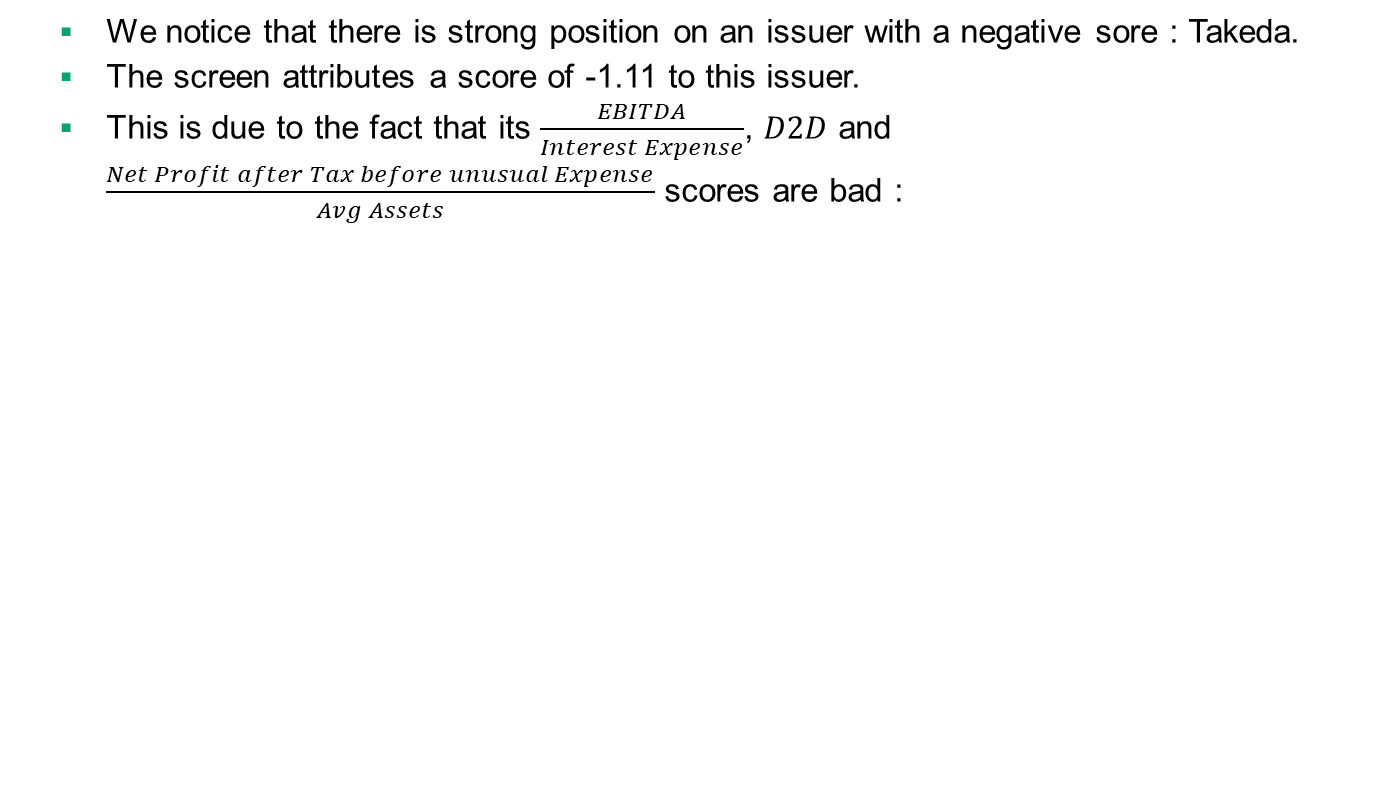 ▪ We notice that there is strong position on an issuer with a negative sore : Takeda.
▪ The screen attributes a score of -1.11 to this issuer.
▪ This is due to the fact that its EBITDA / Interest Expense, D2D and
Net Profit after Tax before unusual Expense / Avg Assets scores are bad :